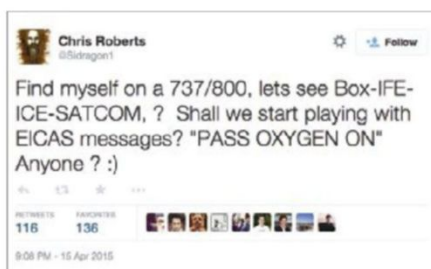 Chris Roberts
@Sidragon1
Follow
Find myself on a 737/800, lets see Box-IFE-
ICE-SATCOM, ? Shall we start playing with
EICAS messages? "PASS OXYGEN ON"
Anyone ? :)
RETWEETS
FAVORITES
116
136
9:08 PM - 15 Apr 2015